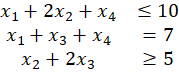 x₁ + 2x₂ + x₄ ≤ 10
x₁ + x₃ + x₄ = 7
x₂ + 2x₃ ≥ 5